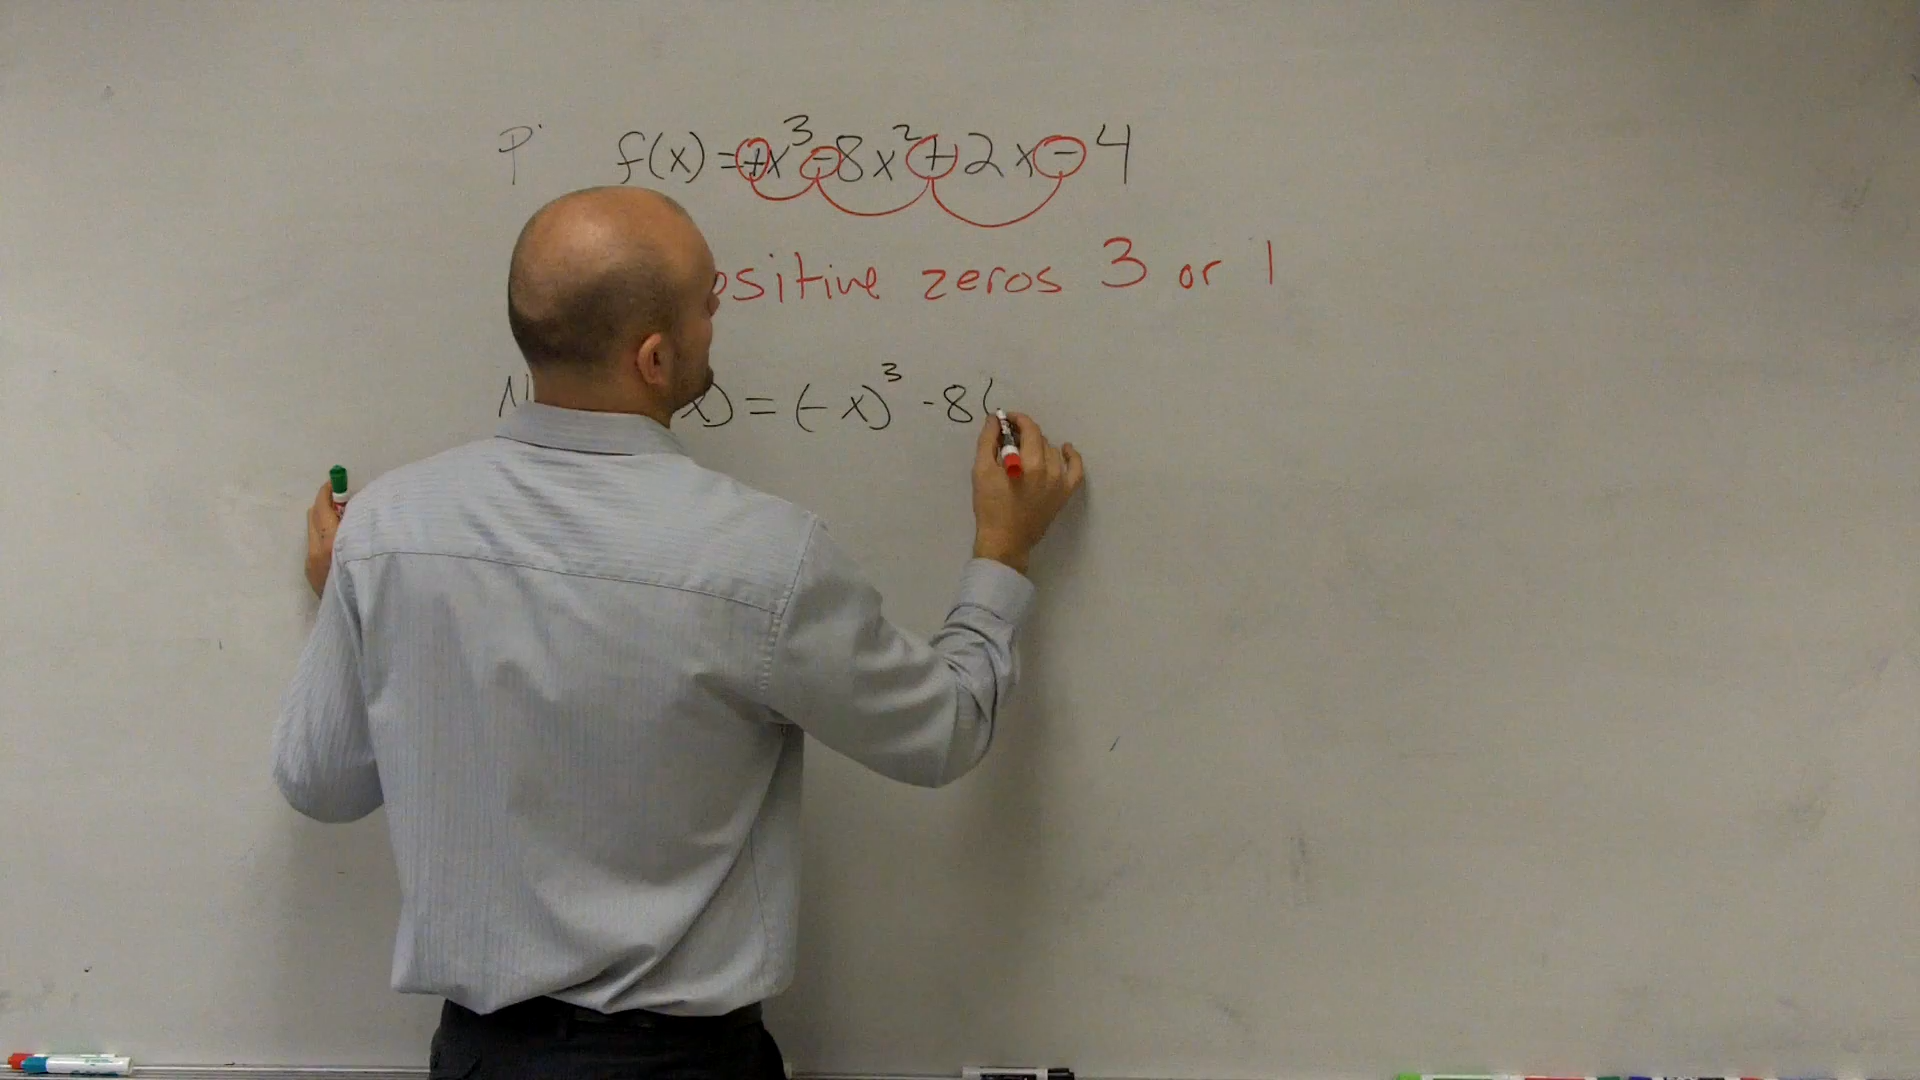 P f(x) = +x³ - 8x² + 2x - 4
ositive zeros 3 or 1
N x) = (-x)³ - 8(